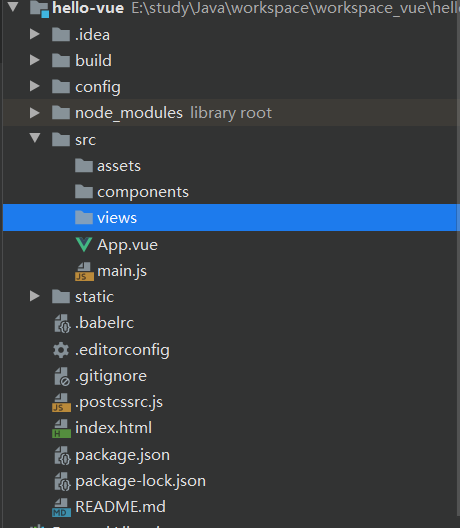 hello-vue E:\study\Java\workspace\workspace_vue\hell
.idea
build
config
node_modules library root
src
assets
components
views
App.vue
main.js
static
.babelrc
.editorconfig
.gitignore
.postcssrc.js
index.html
package.json
package-lock.json
README.md